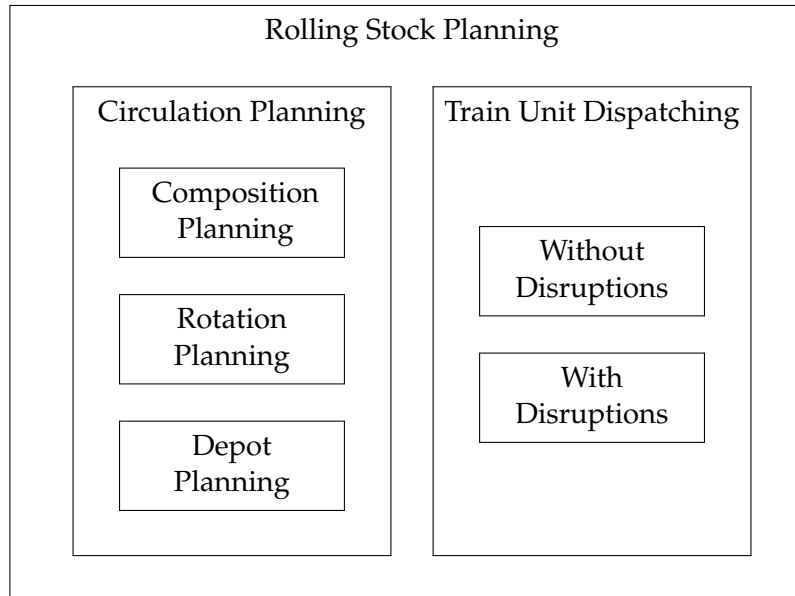 Rolling Stock Planning
Circulation Planning
Composition
Planning
Rotation
Planning
Depot
Planning
Train Unit Dispatching
Without
Disruptions
With
Disruptions